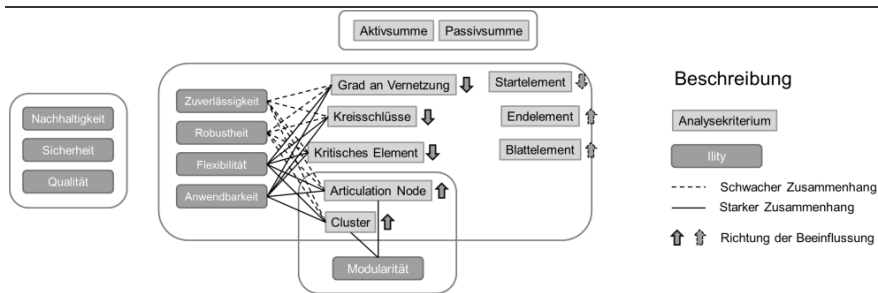 Aktivsumme Passivsumme
Nachhaltigkeit
Sicherheit
Qualität
Zuverlässigkeit
Robustheit
Flexibilität
Anwendbarkeit
Grad an Vernetzung
Kreisschlüsse
Kritisches Element
Articulation Node
Cluster
Modularität
Startelement
Endelement
Blattelement
Beschreibung
Analysekriterium
Ility
Schwacher Zusammenhang
Starker Zusammenhang
Richtung der Beeinflussung